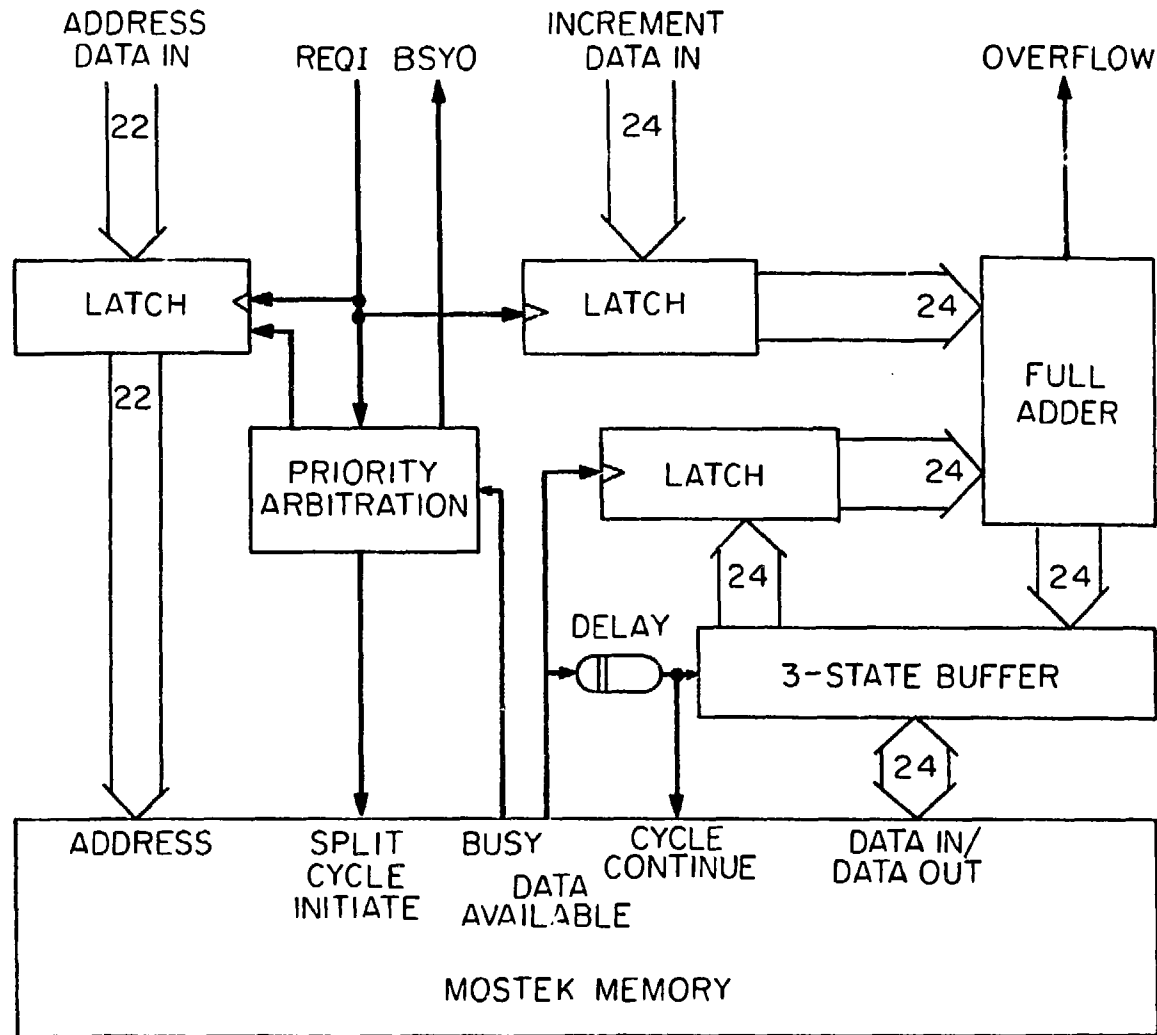 ADDRESS
DATA IN
REQI BSYO
INCREMENT
DATA IN
OVERFLOW
22
24
LATCH
LATCH
24
FULL
ADDER
22
PRIORITY
ARBITRATION
LATCH
24
24
24
DELAY
3-STATE BUFFER
24
ADDRESS
SPLIT
CYCLE
INITIATE
BUSY
DATA
AVAILABLE
CYCLE
CONTINUE
DATA IN/
DATA OUT
MOSTEK MEMORY